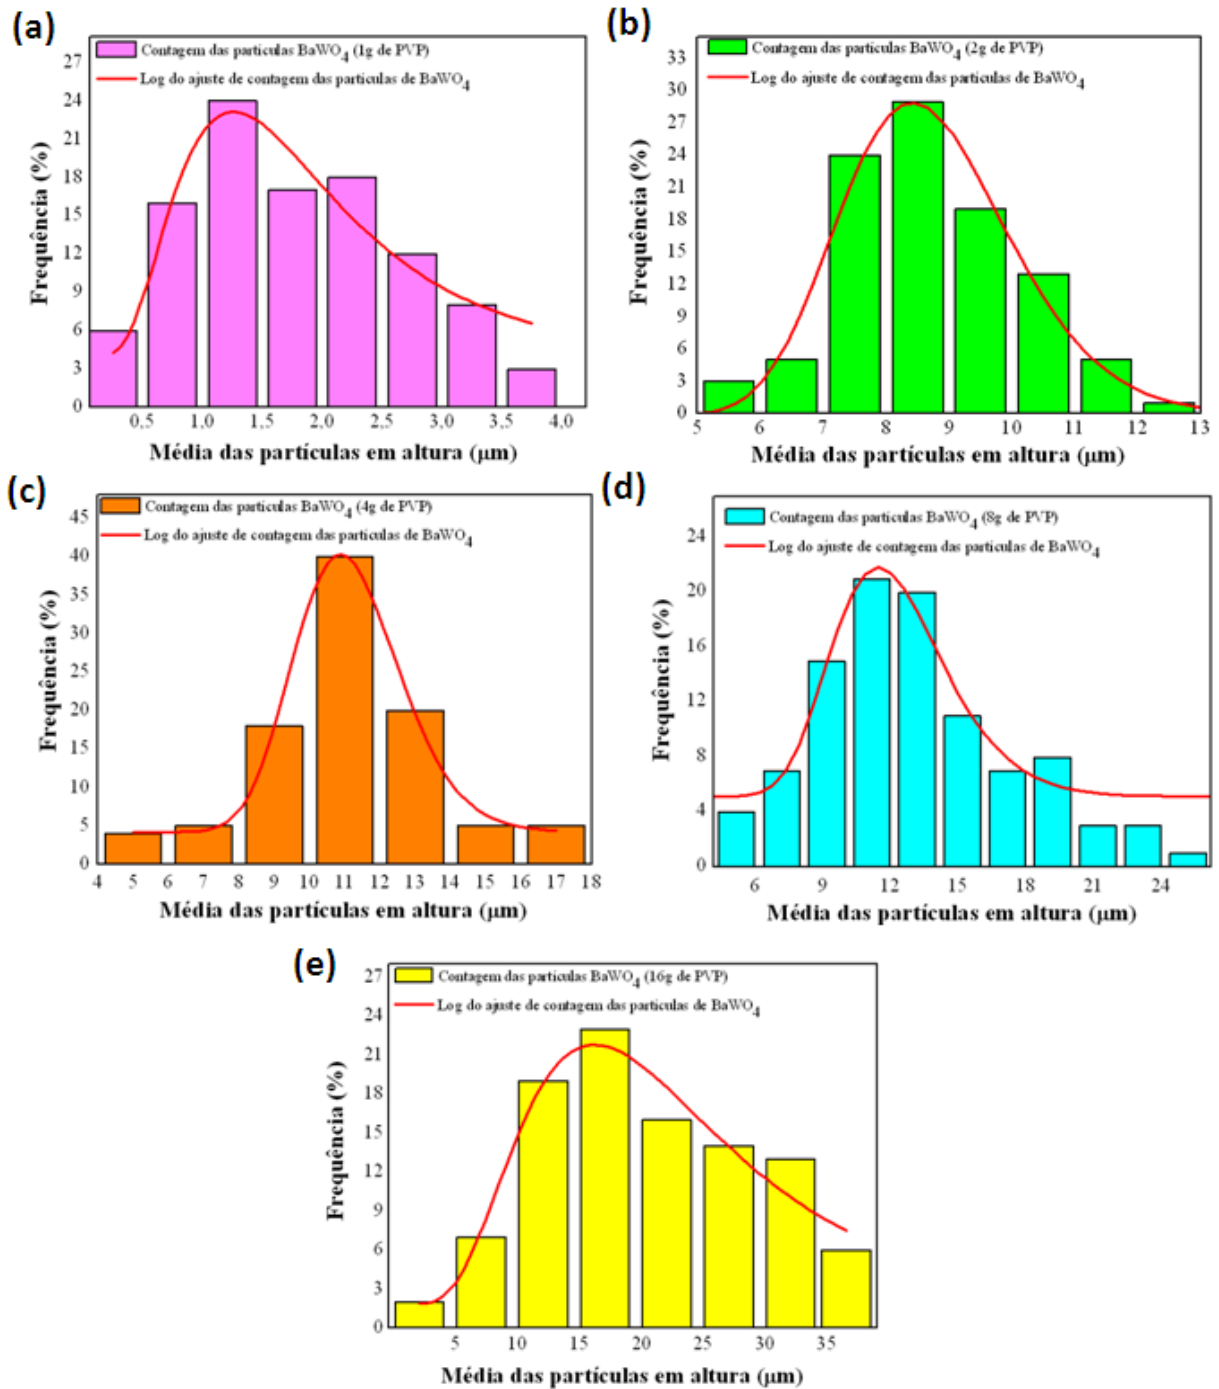 (a)
Contagem das partículas BaWO4 (1g de PVP)
Log do ajuste de contagem das partículas de BaWO4
Frequência (%)
27
24
21
18
15
12
9
6
3
0
0,5 1,0 1,5 2,0 2,5 3,0 3,5 4,0
Média das partículas em altura (μm)
(b)
Contagem das partículas BaWO4 (2g de PVP)
Log do ajuste de contagem das partículas de BaWO4
Frequência (%)
33
30
27
24
21
18
15
12
9
6
3
0
5 6 7 8 9 10 11 12 13
Média das partículas em altura (μm)
(c)
Contagem das partículas BaWO4 (4g de PVP)
Log do ajuste de contagem das partículas de BaWO4
Frequência (%)
45
40
35
30
25
20
15
10
5
0
4 5 6 7 8 9 10 11 12 13 14 15 16 17 18
Média das partículas em altura (μm)
(d)
Contagem das partículas BaWO4 (8g de PVP)
Log do ajuste de contagem das partículas de BaWO4
Frequência (%)
24
20
16
12
8
4
0
6 9 12 15 18 21 24
Média das partículas em altura (μm)
(e)
Contagem das partículas BaWO4 (16g de PVP)
Log do ajuste de contagem das partículas de BaWO4
Frequência (%)
27
24
21
18
15
12
9
6
3
0
5 10 15 20 25 30 35
Média das partículas em altura (μm)